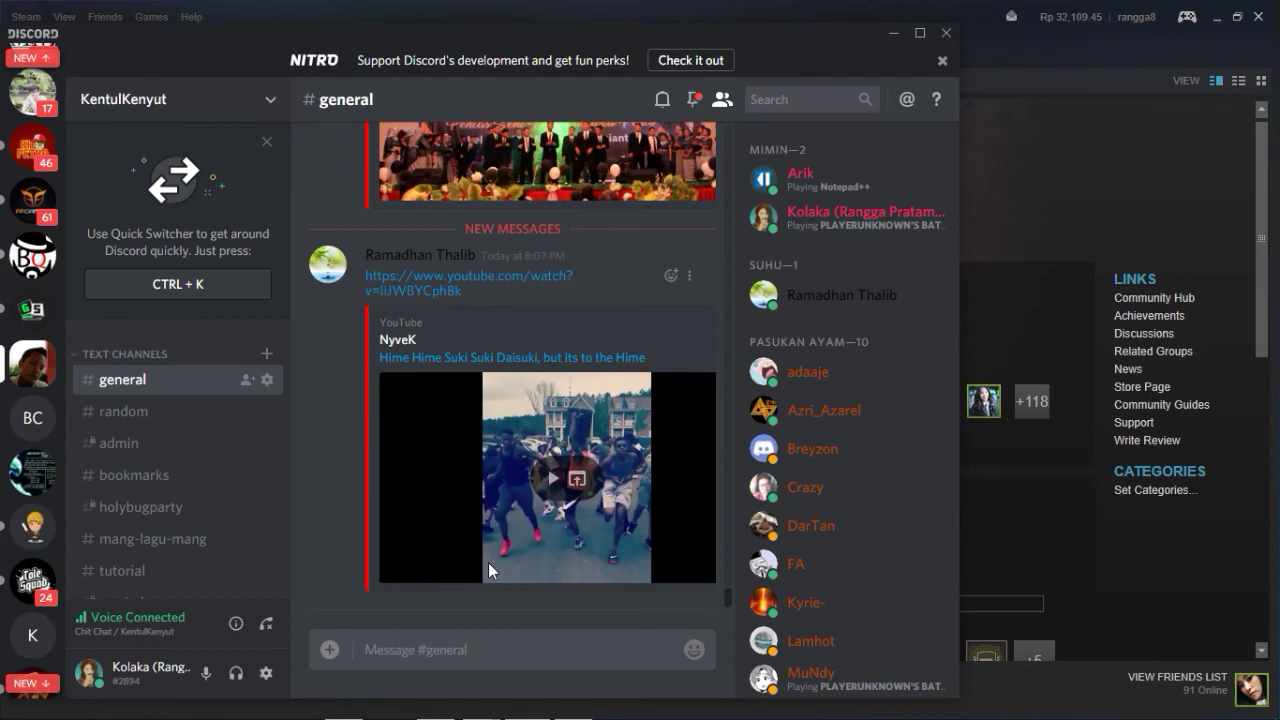 Steam View Friends Games Help
Rp 32,109.45 rangga8
DISCORD
NEW ↑
17
46
61
BC
24
K
NEW ↓
NITRO Support Discord's development and get fun perks! Check it out
KentulKenyut
# general
Search
@ ?
VIEW
Use Quick Switcher to get around
Discord quickly. Just press:
CTRL + K
TEXT CHANNELS +
# general
# random
admin
# bookmarks
holybugparty
# mang-lagu-mang
# tutorial
Voice Connected
Chit Chat / KentulKenyut
Kolaka (Rang..
#2894
NEW MESSAGES
Ramadhan Thalib Today at 8:07 PM
https://www.youtube.com/watch?
v=liJWBYCph8k
YouTube
NyveK
Hime Hime Suki Suki Daisuki, but its to the Hime
Message #general
MIMIN—2
Arik
Playing Notepad++
Kolaka (Rangga Pratam...
Playing PLAYERUNKNOWN'S BAT..
SUHU—1
Ramadhan Thalib
PASUKAN AYAM—10
adaaje
Azri_Azarel
Breyzon
Crazy
DarTan
FA
Kyrie-
Lamhot
MuNdy
Playing PLAYERUNKNOWN'S BAT..
+118
+5
LINKS
Community Hub
Achievements
Discussions
Related Groups
News
Store Page
Community Guides
Support
Write Review
CATEGORIES
Set Categories...
VIEW FRIENDS LIST
91 Online